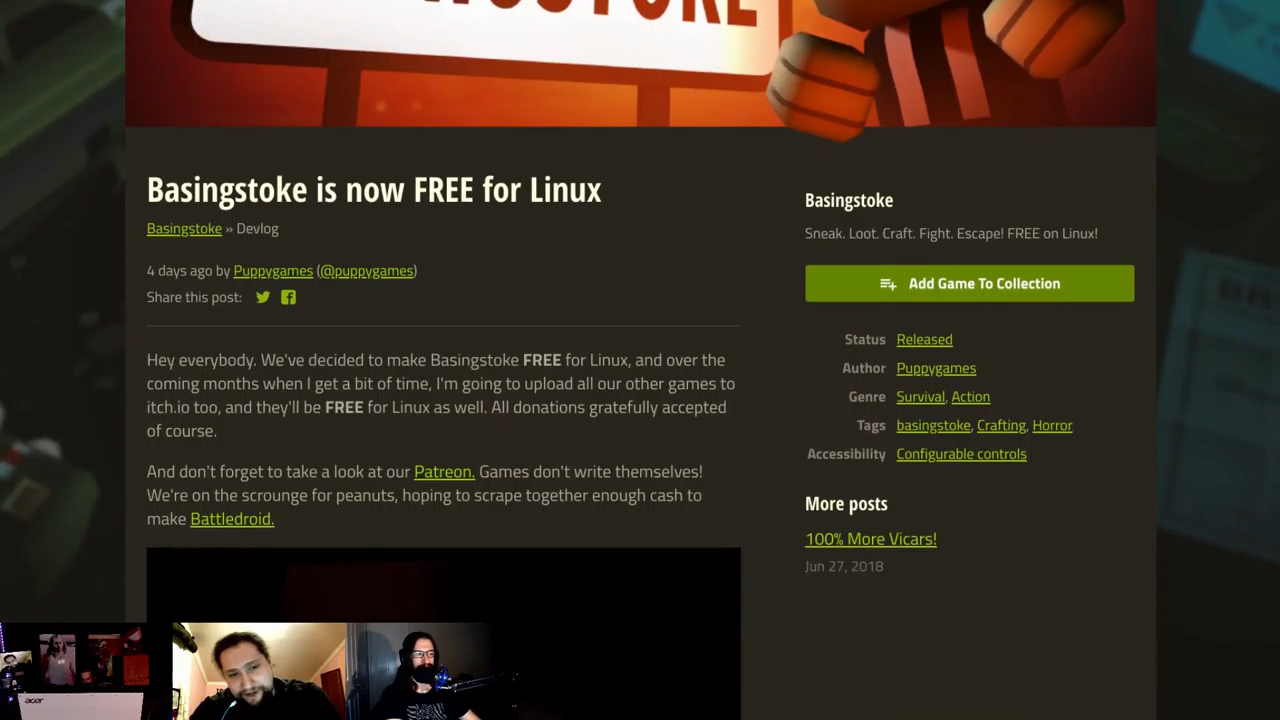 Basingstoke is now FREE for Linux
Basingstoke » Devlog
4 days ago by Puppygames (@puppygames)
Share this post:
Hey everybody. We've decided to make Basingstoke FREE for Linux, and over the
coming months when I get a bit of time, I'm going to upload all our other games to
itch.io too, and they'll be FREE for Linux as well. All donations gratefully accepted
of course.
And don't forget to take a look at our Patreon. Games don't write themselves!
We're on the scrounge for peanuts, hoping to scrape together enough cash to
make Battledroid.
Basingstoke
Sneak. Loot. Craft. Fight. Escape! FREE on Linux!
Add Game To Collection
Status Released
Author Puppygames
Genre Survival, Action
Tags basingstoke, Crafting, Horror
Accessibility Configurable controls
More posts
100% More Vicars!
Jun 27, 2018
acer